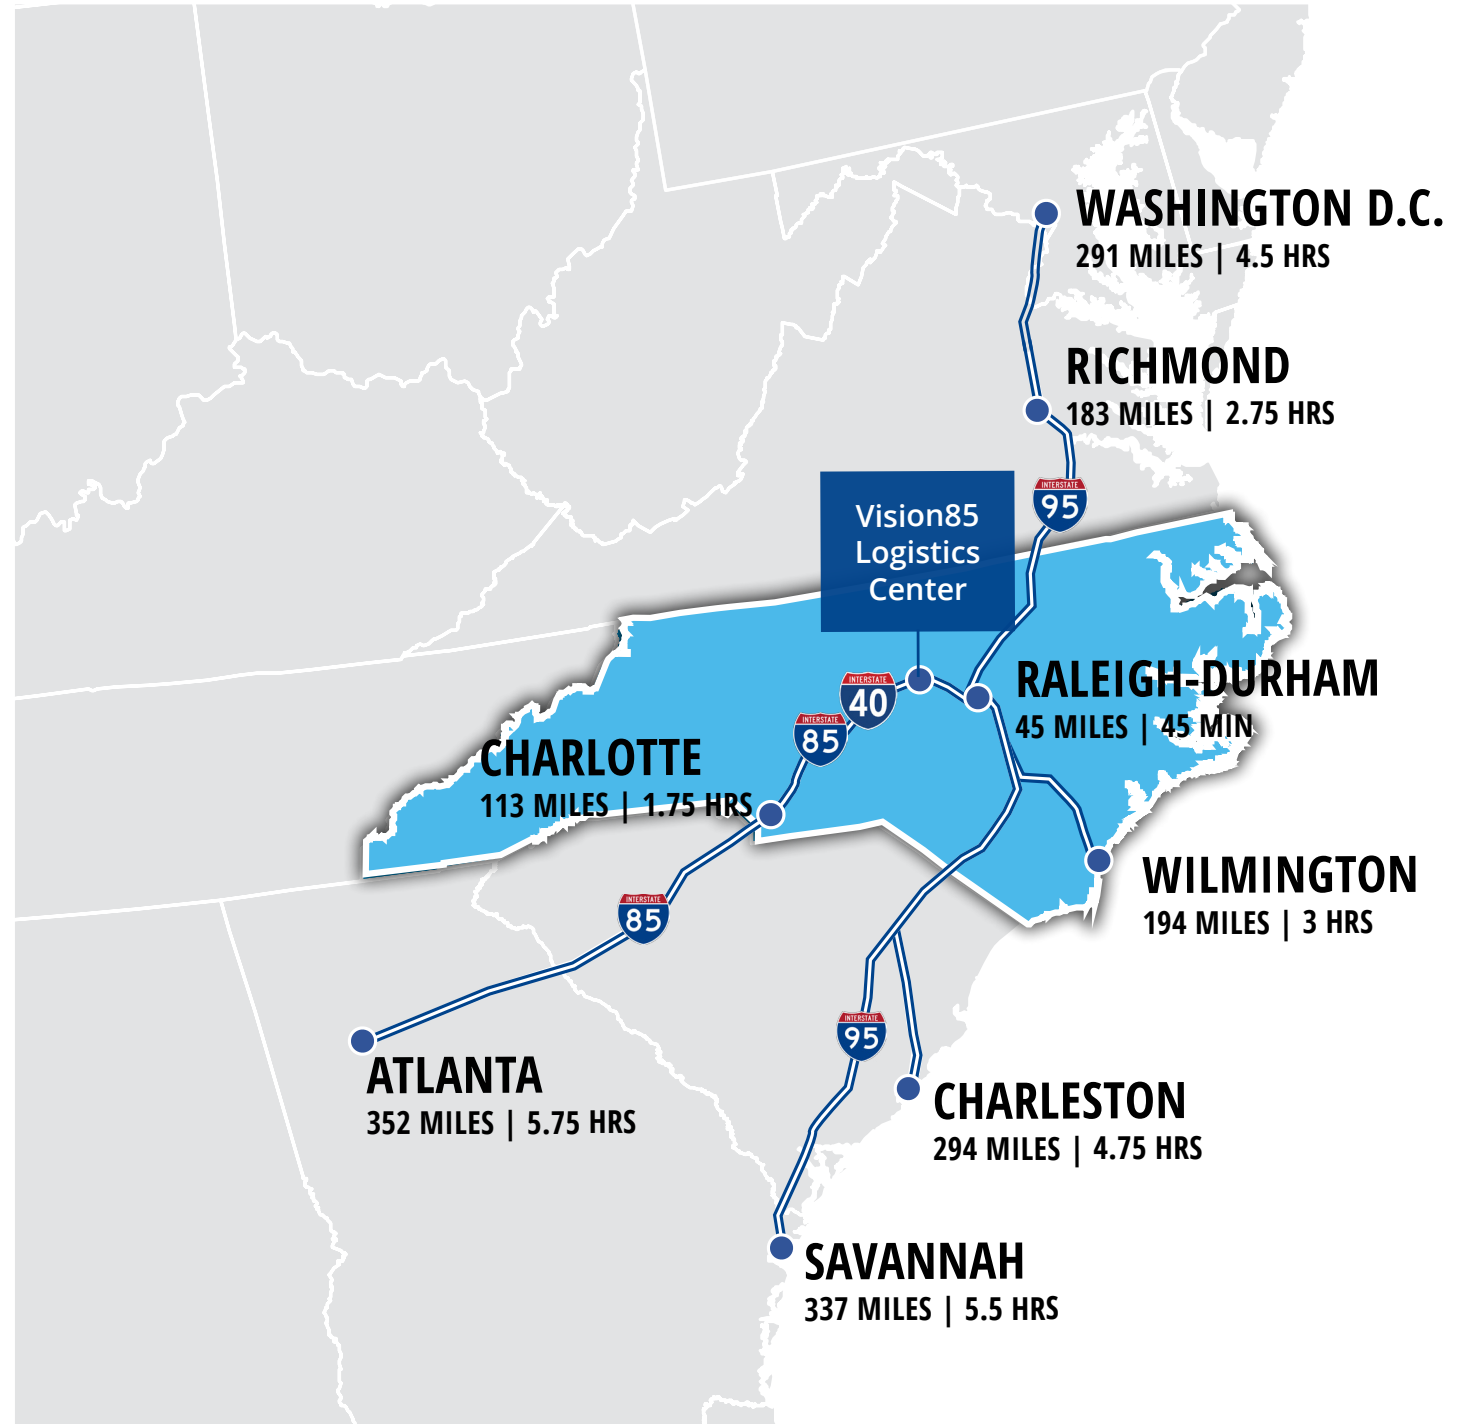 WASHINGTON D.C.
291 MILES | 4.5 HRS
RICHMOND
183 MILES | 2.75 HRS
INTERSTATE
95
Vision85
Logistics
Center
RALEIGH-DURHAM
45 MILES | 45 MIN
INTERSTATE
40
INTERSTATE
85
CHARLOTTE
113 MILES | 1.75 HRS
WILMINGTON
194 MILES | 3 HRS
INTERSTATE
85
INTERSTATE
95
ATLANTA
352 MILES | 5.75 HRS
CHARLESTON
294 MILES | 4.75 HRS
SAVANNAH
337 MILES | 5.5 HRS